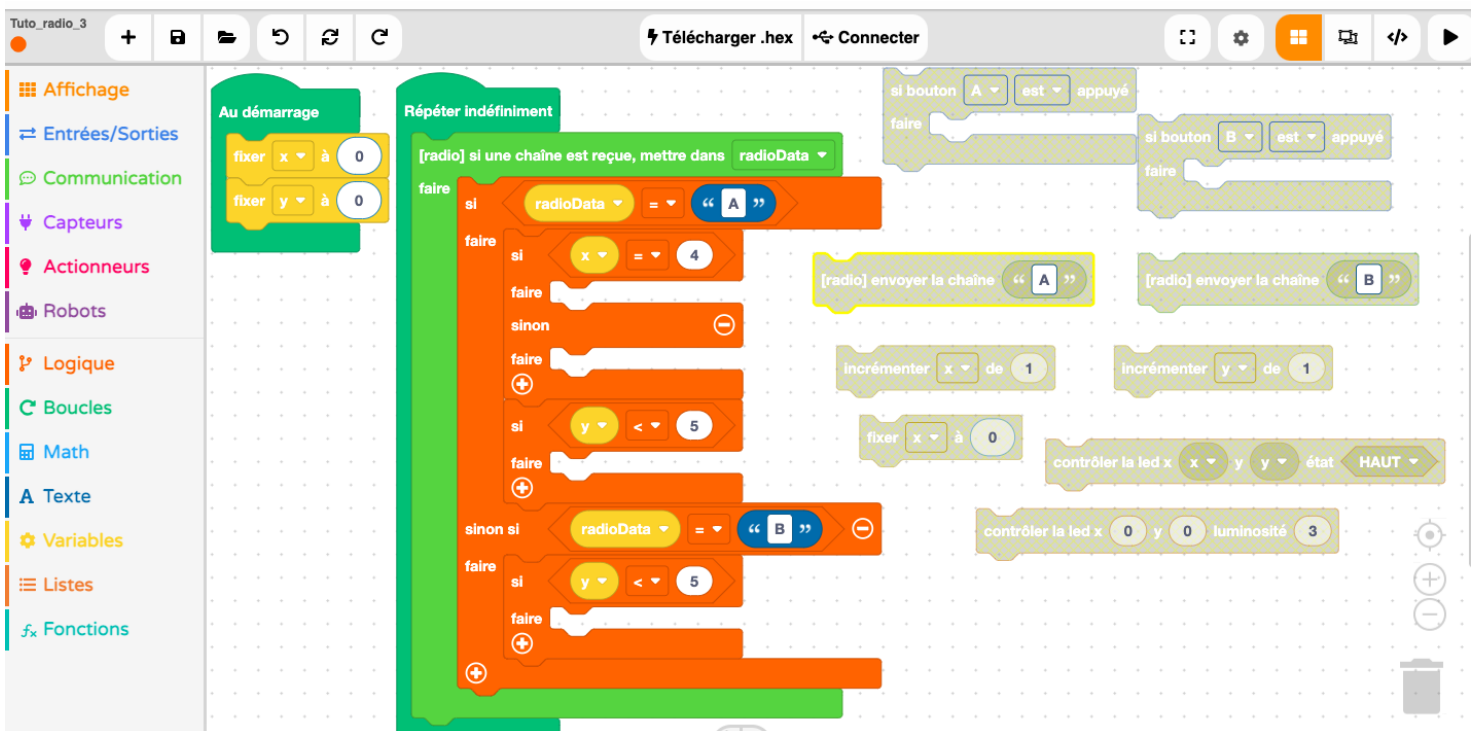 Tuto_radio_3
Télécharger .hex
Connecter
Affichage
Entrées/Sorties
Communication
Capteurs
Actionneurs
Robots
Logique
Boucles
Math
A Texte
Variables
Listes
fx Fonctions
Au démarrage
fixer x à 0
fixer y à 0
Répéter indéfiniment
[radio] si une chaîne est reçue, mettre dans radioData
faire
si radioData = “ A ”
faire
si x = 4
faire
sinon
faire
si y < 5
faire
sinon si radioData = “ B ”
faire
si y < 5
faire
si bouton A est appuyé
faire
si bouton B est appuyé
faire
[radio] envoyer la chaîne “ A ”
[radio] envoyer la chaîne “ B ”
incrémenter x de 1
incrémenter y de 1
fixer x à 0
contrôler la led x x y y état HAUT
contrôler la led x 0 y 0 luminosité 3